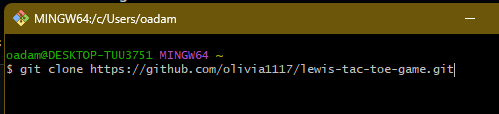 MINGW64:/c/Users/oadam
oadam@DESKTOP-TUU3751 MINGW64 ~
$ git clone https://github.com/olivia1117/lewis-tac-toe-game.git